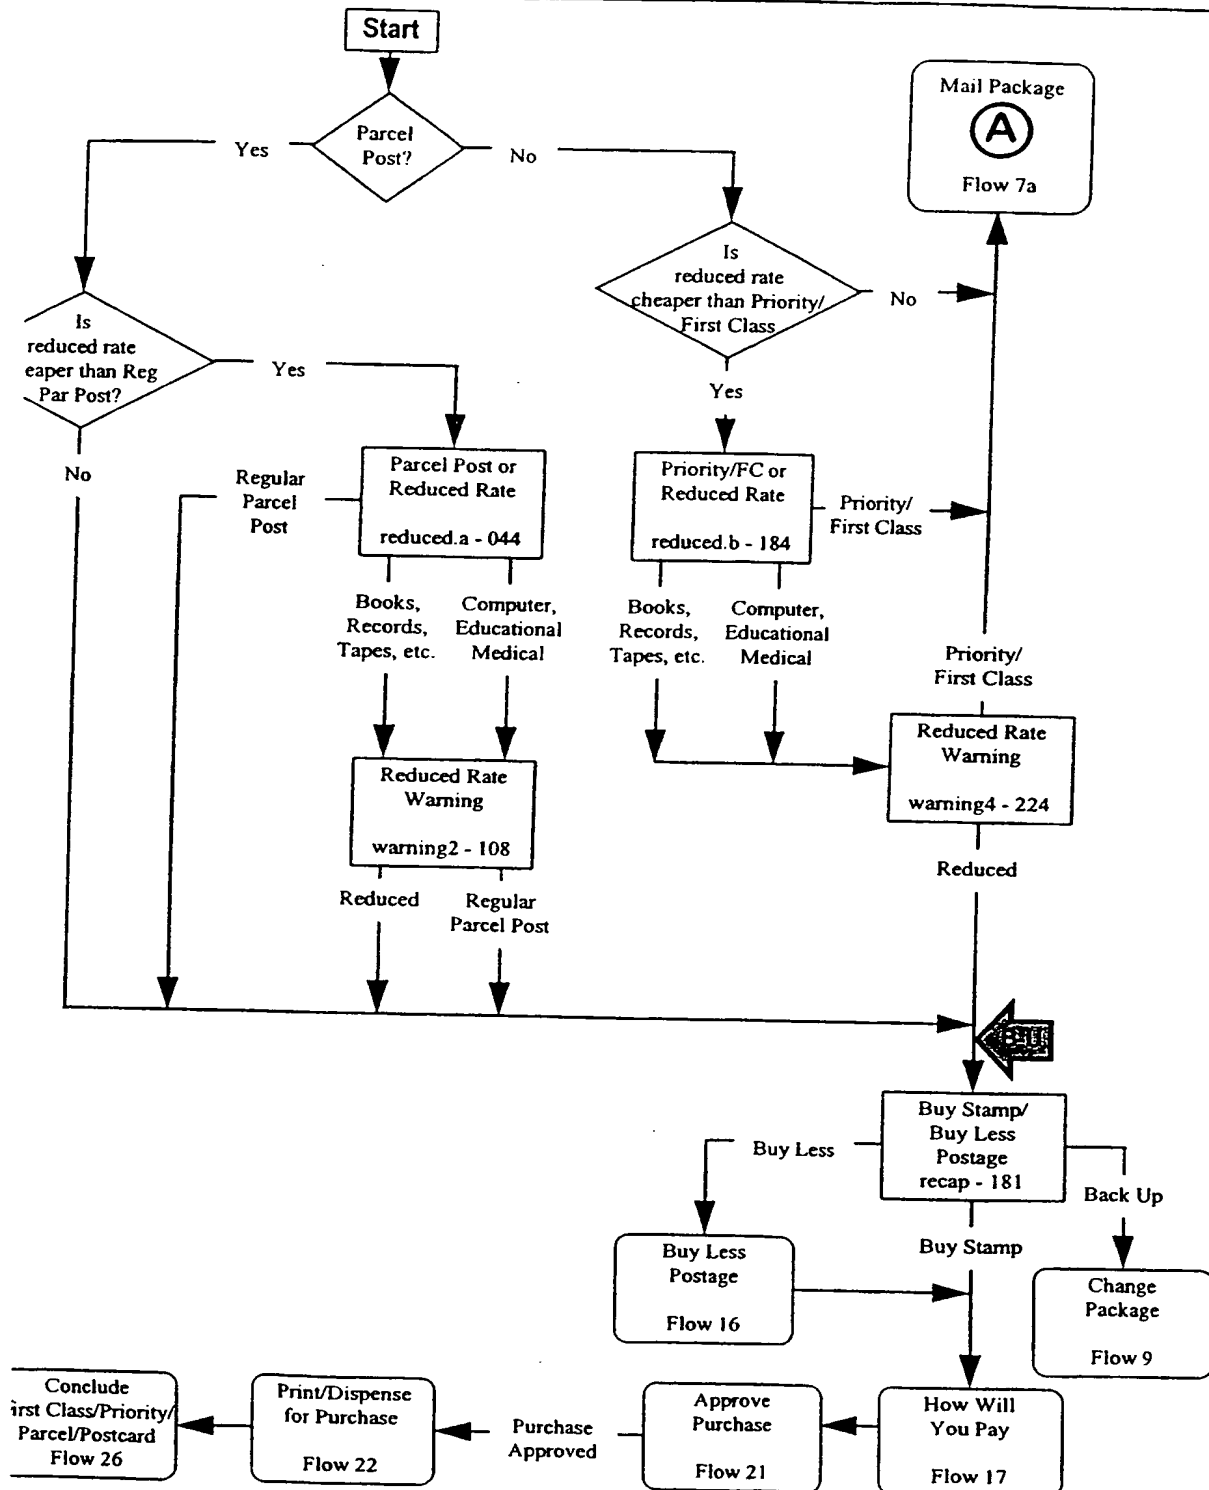 Start
Mail Package
A
Flow 7a
Parcel
Post?
Yes
No
Is
reduced rate
cheaper than Priority/
First Class
No
Yes
Is
reduced rate
eaper than Reg
Par Post?
Yes
No
Regular
Parcel
Post
Parcel Post or
Reduced Rate
reduced.a - 044
Priority/FC or
Reduced Rate
reduced.b - 184
Priority/
First Class
Books,
Records,
Tapes, etc.
Computer,
Educational
Medical
Books,
Records,
Tapes, etc.
Computer,
Educational
Medical
Priority/
First Class
Reduced Rate
Warning
warning2 - 108
Reduced Rate
Warning
warning4 - 224
Reduced
Regular
Parcel Post
Reduced
Buy Stamp/
Buy Less
Postage
recap - 181
Buy Less
Back Up
Buy Stamp
Buy Less
Postage
Flow 16
Change
Package
Flow 9
Conclude
irst Class/Priority/
Parcel/Postcard
Flow 26
Print/Dispense
for Purchase
Flow 22
Purchase
Approved
Approve
Purchase
Flow 21
How Will
You Pay
Flow 17